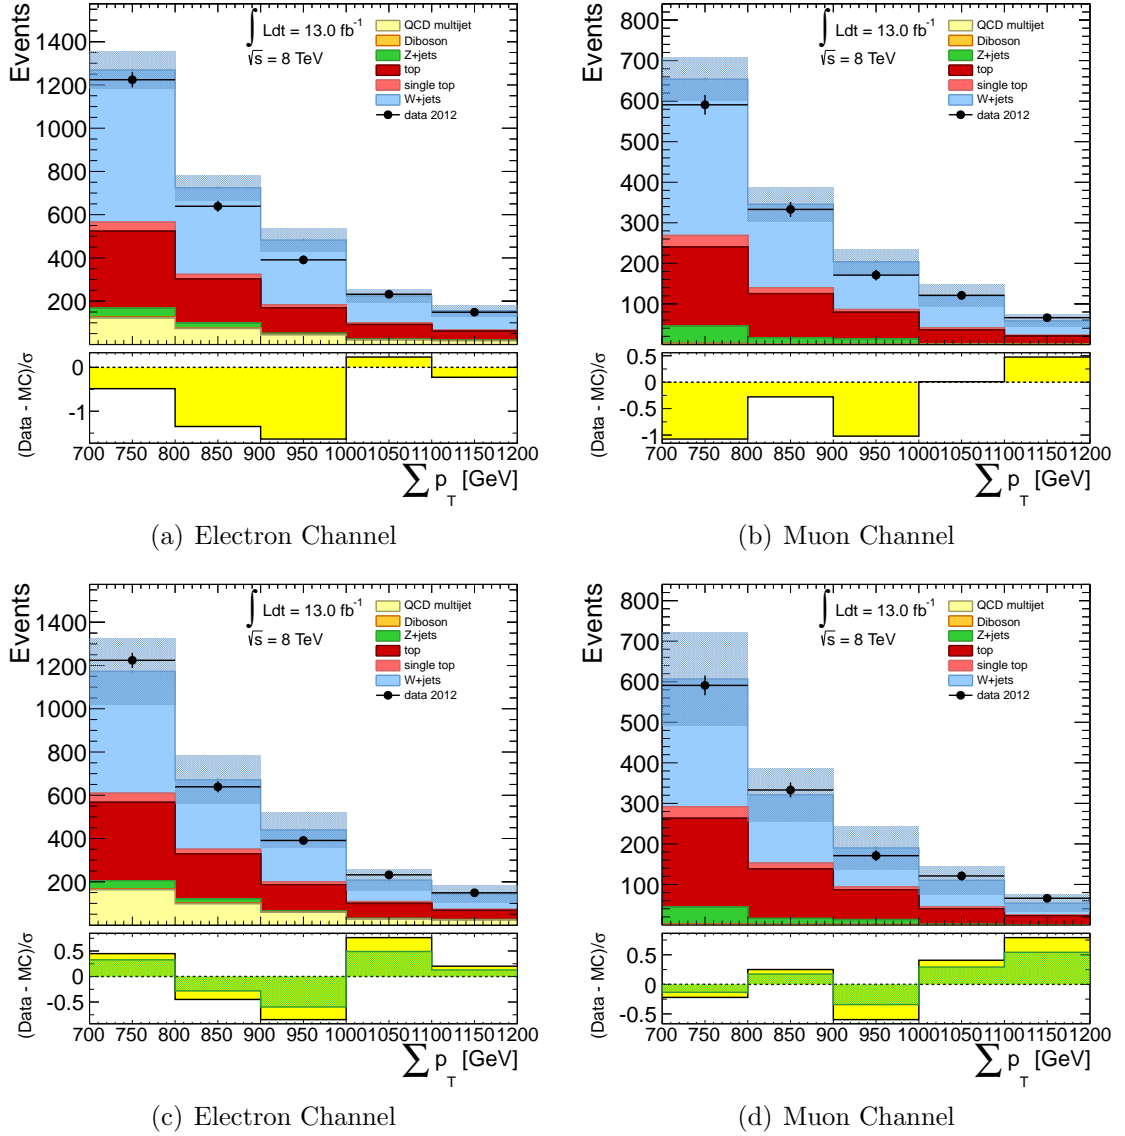 Events
1400
1200
1000
800
600
400
200
∫ Ldt = 13.0 fb⁻¹
√s = 8 TeV
QCD multijet
Diboson
Z+jets
top
single top
W+jets
data 2012
(Data - MC)/σ
0
-1
700 750 800 850 900 950 1000 1050 1100 1150 1200
∑ p_T [GeV]
(a) Electron Channel
Events
800
700
600
500
400
300
200
100
∫ Ldt = 13.0 fb⁻¹
√s = 8 TeV
QCD multijet
Diboson
Z+jets
top
single top
W+jets
data 2012
(Data - MC)/σ
0.5
0
-0.5
-1
700 750 800 850 900 950 1000 1050 1100 1150 1200
∑ p_T [GeV]
(b) Muon Channel
Events
1400
1200
1000
800
600
400
200
∫ Ldt = 13.0 fb⁻¹
√s = 8 TeV
QCD multijet
Diboson
Z+jets
top
single top
W+jets
data 2012
(Data - MC)/σ
0.5
0
-0.5
700 750 800 850 900 950 1000 1050 1100 1150 1200
∑ p_T [GeV]
(c) Electron Channel
Events
800
700
600
500
400
300
200
100
∫ Ldt = 13.0 fb⁻¹
√s = 8 TeV
QCD multijet
Diboson
Z+jets
top
single top
W+jets
data 2012
(Data - MC)/σ
0.5
0
-0.5
700 750 800 850 900 950 1000 1050 1100 1150 1200
∑ p_T [GeV]
(d) Muon Channel